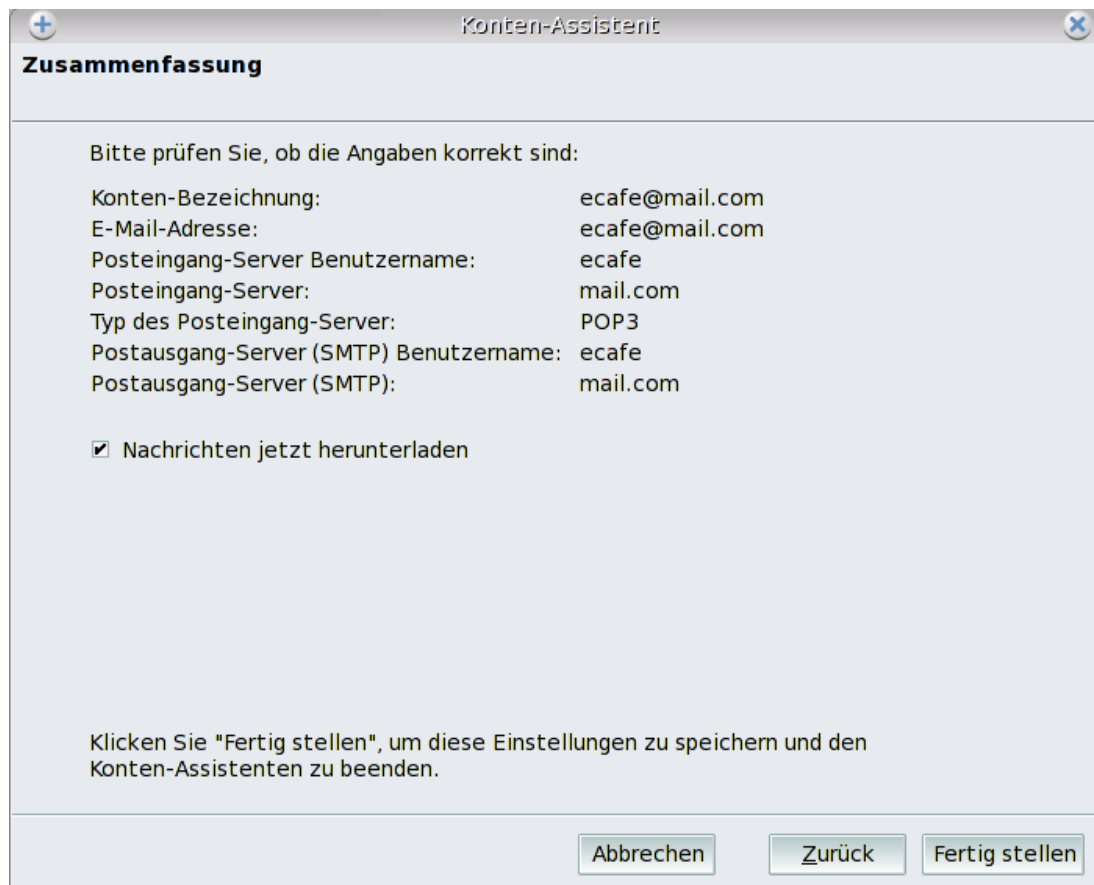 Konten-Assistent
Zusammenfassung
Bitte prüfen Sie, ob die Angaben korrekt sind:
Konten-Bezeichnung: ecafe@mail.com
E-Mail-Adresse: ecafe@mail.com
Posteingang-Server Benutzername: ecafe
Posteingang-Server: mail.com
Typ des Posteingang-Server: POP3
Postausgang-Server (SMTP) Benutzername: ecafe
Postausgang-Server (SMTP): mail.com
Nachrichten jetzt herunterladen
Klicken Sie "Fertig stellen", um diese Einstellungen zu speichern und den
Konten-Assistenten zu beenden.
Abbrechen Zurück Fertig stellen